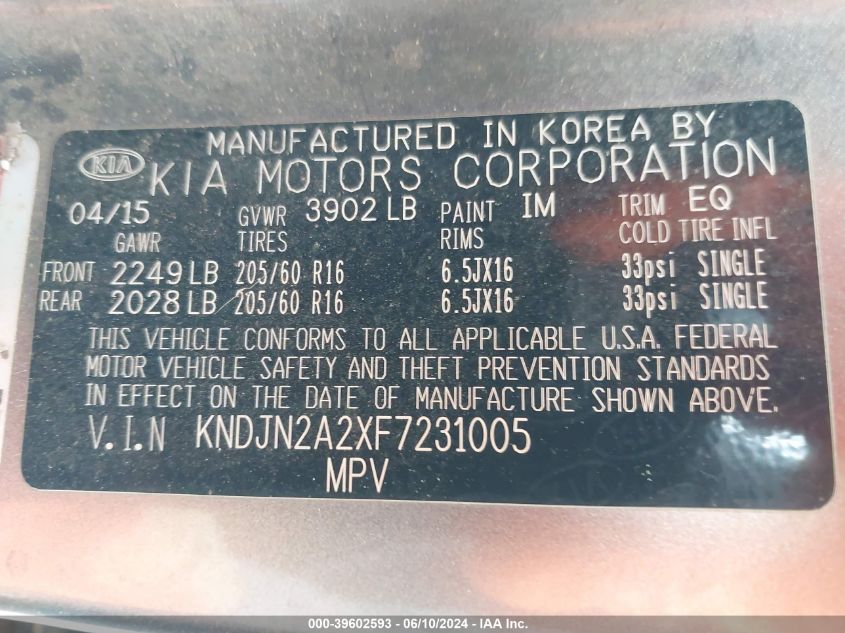 MANUFACTURED IN KOREA BY
KIA KIA MOTORS CORPORATION
04/15 GVWR 3902 LB PAINT IM TRIM EQ
GAWR TIRES RIMS COLD TIRE INFL
FRONT 2249 LB 205/60 R16 6.5JX16 33psi SINGLE
REAR 2028 LB 205/60 R16 6.5JX16 33psi SINGLE
THIS VEHICLE CONFORMS TO ALL APPLICABLE U.S.A. FEDERAL
MOTOR VEHICLE SAFETY AND THEFT PREVENTION STANDARDS
IN EFFECT ON THE DATE OF MANUFACTURE SHOWN ABOVE.
V.I.N KNDJN2A2XF7231005
MPV
000-39602593 - 06/10/2024 - IAA Inc.